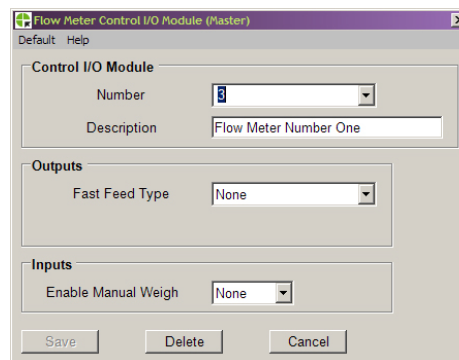 Flow Meter Control I/O Module (Master)
Default Help
Control I/O Module
Number 3
Description Flow Meter Number One
Outputs
Fast Feed Type None
Inputs
Enable Manual Weigh None
Save Delete Cancel